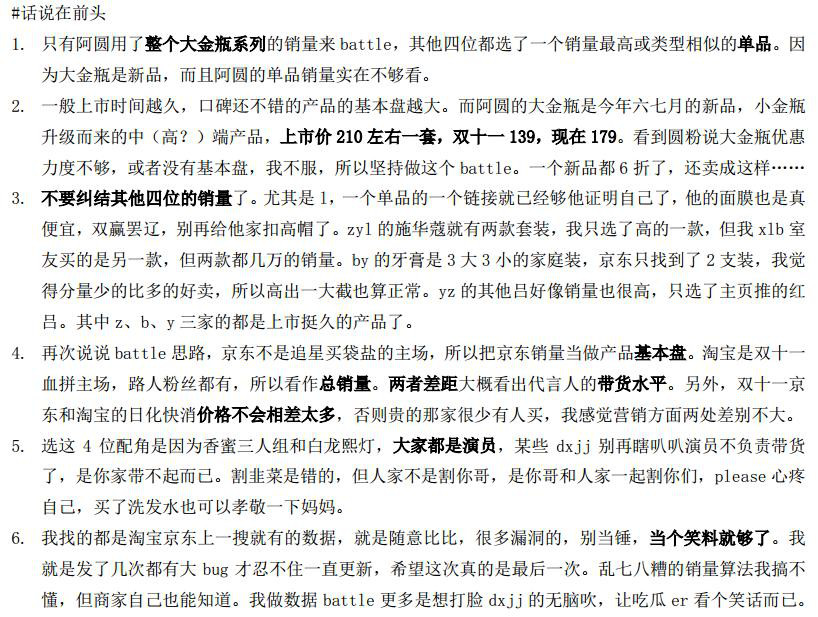 #话说在前头
1. 只有阿圆用了整个大金瓶系列的销量来 battle，其他四位都选了一个销量最高或类型相似的单品。因
为大金瓶是新品，而且阿圆的单品销量实在不够看。
2. 一般上市时间越久，口碑还不错的产品的基本盘越大。而阿圆的大金瓶是今年六七月的新品，小金瓶
升级而来的中（高？）端产品，上市价 210 左右一套，双十一 139，现在 179。看到圆粉说大金瓶优惠
力度不够，或者没有基本盘，我不服，所以坚持做这个 battle。一个新品都 6 折了，还卖成这样……
3. 不要纠结其他四位的销量了。尤其是 l，一个单品的一个链接就已经够他证明自己了，他的面膜也是真
便宜，双赢罢辽，别再给他家扣高帽了。zyl 的施华蔻就有两款套装，我只选了高的一款，但我 xlb 室
友买的是另一款，但两款都几万的销量。by 的牙膏是 3 大 3 小的家庭装，京东只找到了 2 支装，我觉
得分量少的比多的好卖，所以高出一大截也算正常。yz 的其他吕好像销量也很高，只选了主页推的红
吕。其中 z、b、y 三家的都是上市挺久的产品了。
4. 再次说说 battle 思路，京东不是追星买袋盐的主场，所以把京东销量当做产品基本盘。淘宝是双十一
血拼主场，路人粉丝都有，所以看作总销量。两者差距大概看出代言人的带货水平。另外，双十一京
东和淘宝的日化快消价格不会相差太多，否则贵的那家很少有人买，我感觉营销方面两处差别不大。
5. 选这 4 位配角是因为香蜜三人组和白龙熙灯，大家都是演员，某些 dxjj 别再瞎叭叭演员不负责带货
了，是你家带不起而已。割韭菜是错的，但人家不是割你哥，是你哥和人家一起割你们，please 心疼
自己，买了洗发水也可以孝敬一下妈妈。
6. 我找的都是淘宝京东上一搜就有的数据，就是随意比比，很多漏洞的，别当锤，当个笑料就够了。我
就是发了几次都有大 bug 才忍不住一直更新，希望这次真的是最后一次。乱七八糟的销量算法我搞不
懂，但商家自己也能知道。我做数据 battle 更多是想打脸 dxjj 的无脑吹，让吃瓜 er 看个笑话而已。